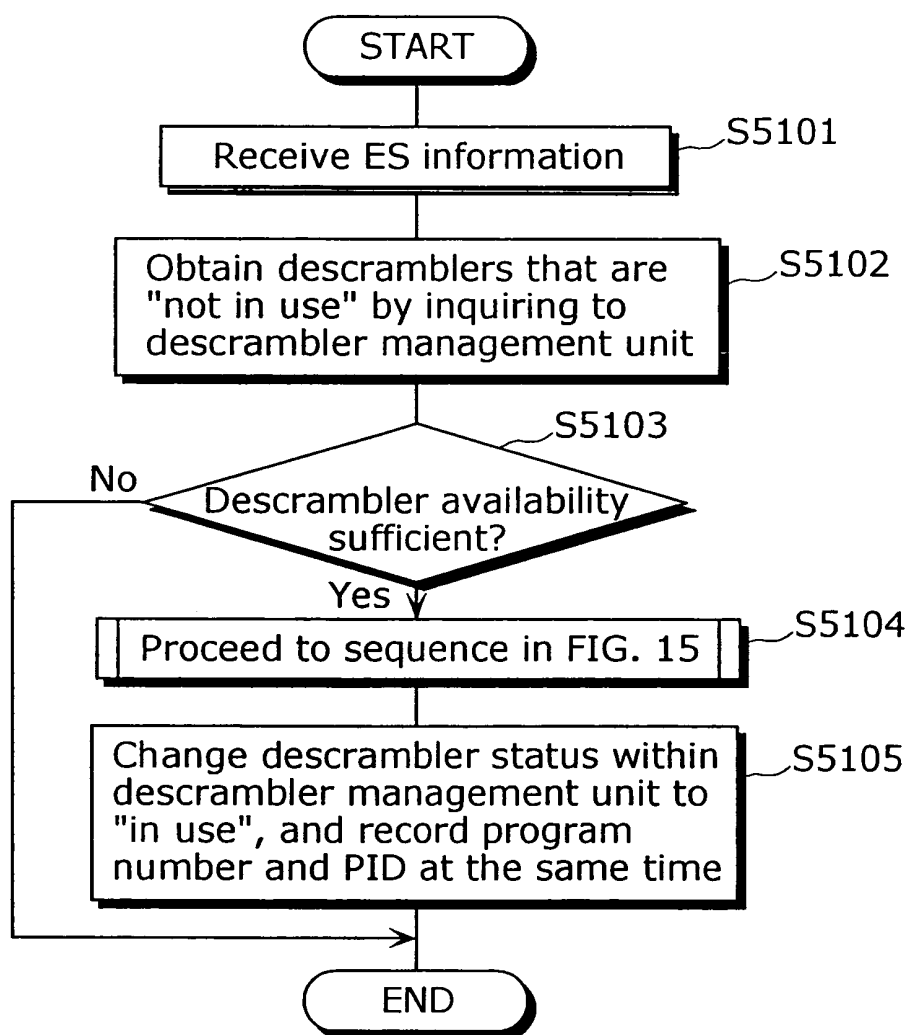 START
Receive ES information
S5101
Obtain descramblers that are
"not in use" by inquiring to
descrambler management unit
S5102
S5103
No
Descrambler availability
sufficient?
Yes
Proceed to sequence in FIG. 15
S5104
Change descrambler status within
descrambler management unit to
"in use", and record program
number and PID at the same time
S5105
END